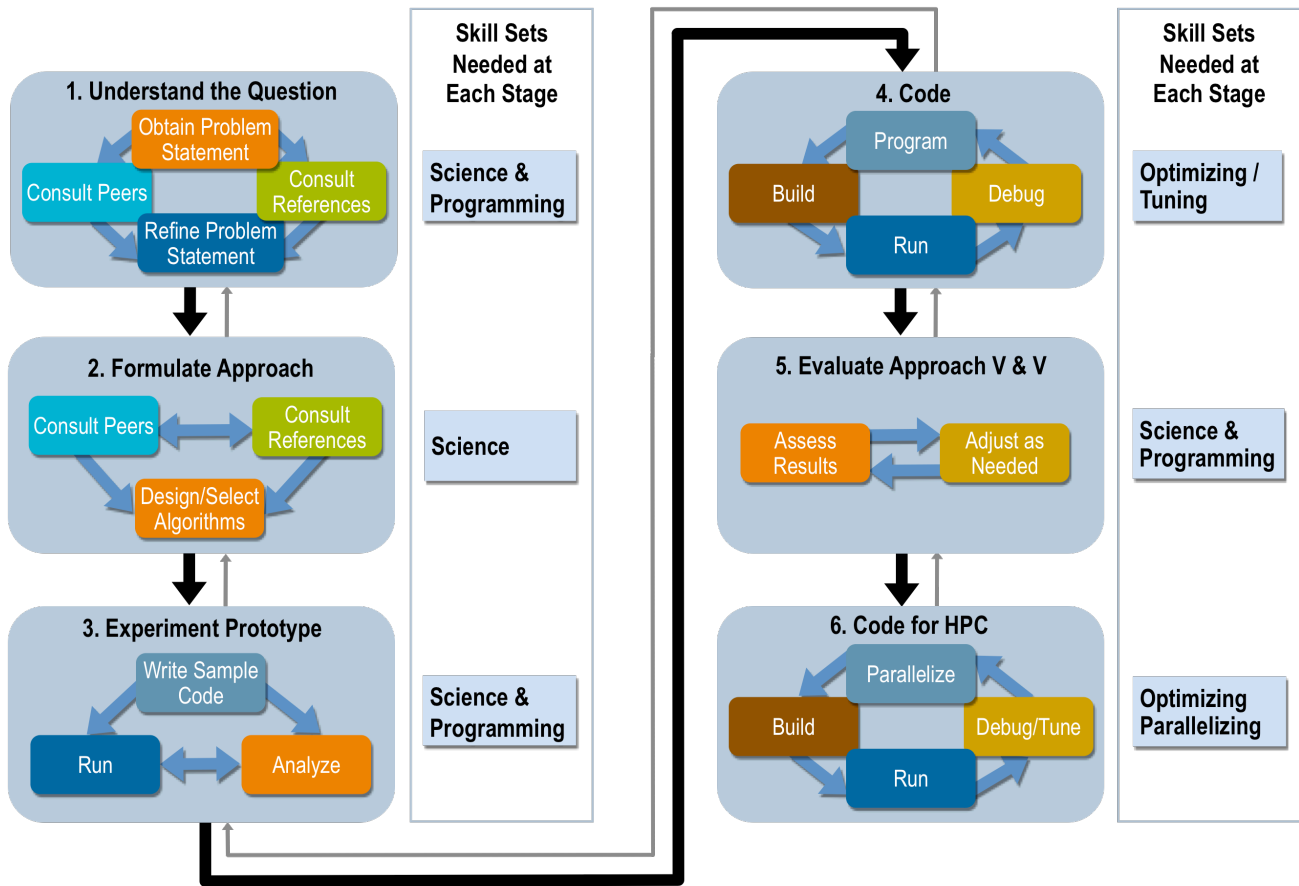 Skill Sets
Needed at
Each Stage
1. Understand the Question
Obtain Problem
Statement
Consult Peers
Consult
References
Refine Problem
Statement
Science &
Programming
2. Formulate Approach
Consult Peers
Consult
References
Design/Select
Algorithms
Science
3. Experiment Prototype
Write Sample
Code
Run
Analyze
Science &
Programming
Skill Sets
Needed at
Each Stage
4. Code
Program
Build
Debug
Run
Optimizing /
Tuning
5. Evaluate Approach V & V
Assess
Results
Adjust as
Needed
Science &
Programming
6. Code for HPC
Parallelize
Build
Debug/Tune
Run
Optimizing
Parallelizing